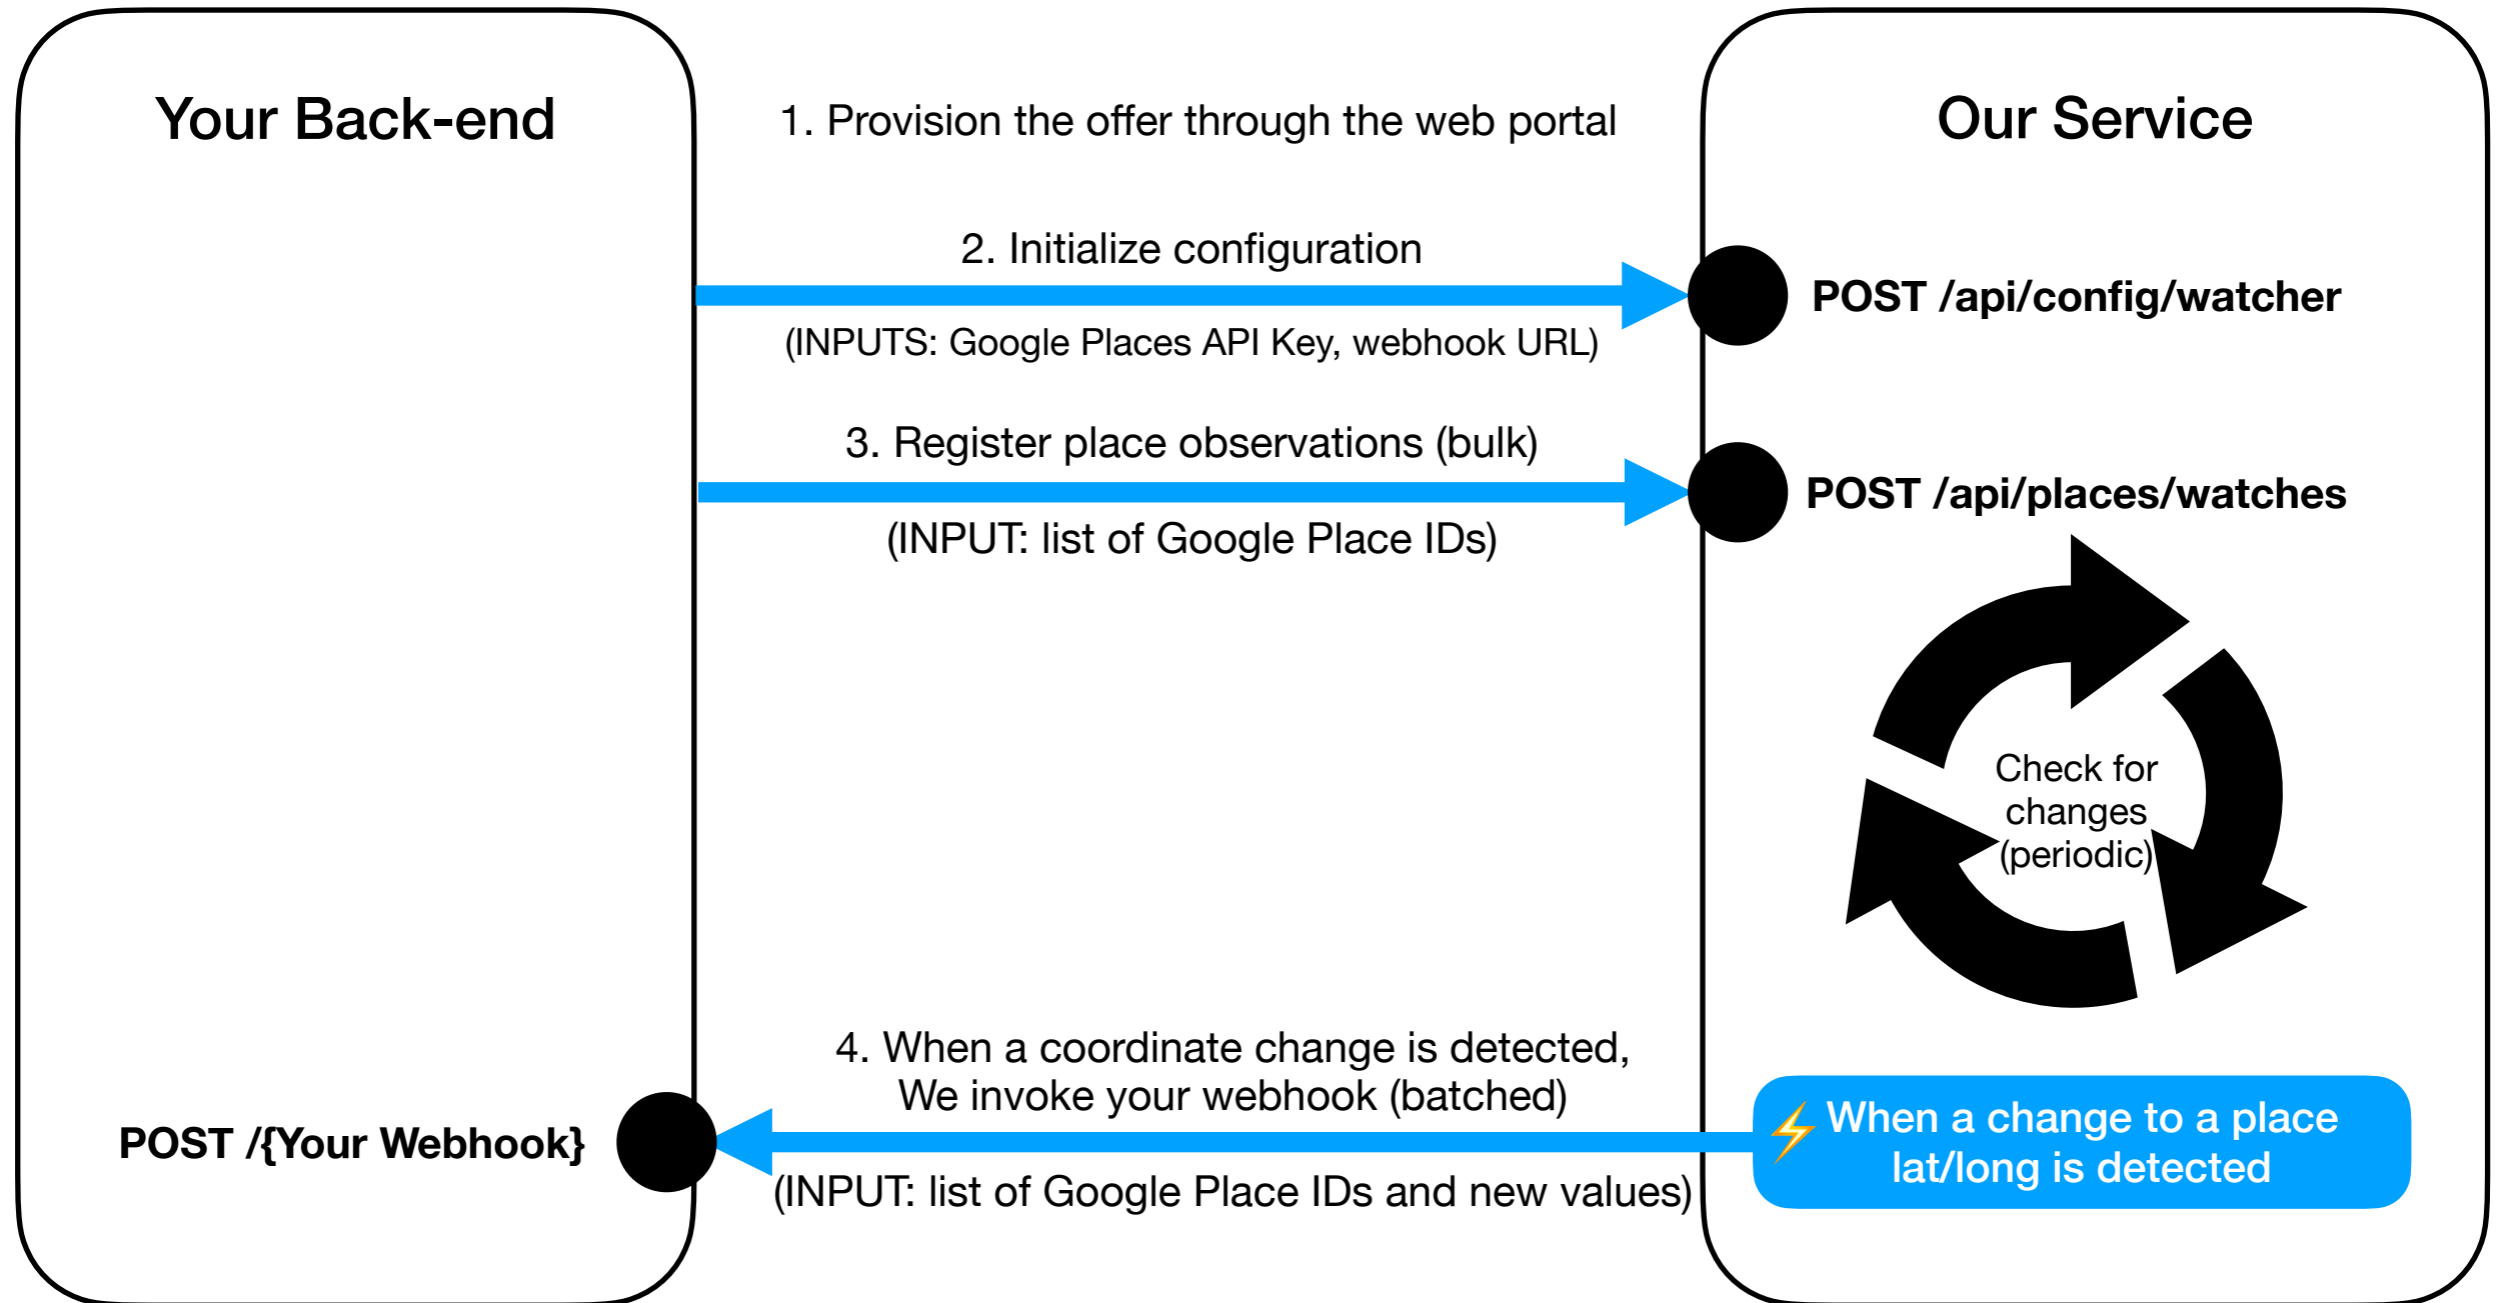 Your Back-end
1. Provision the offer through the web portal
Our Service
2. Initialize configuration
POST /api/config/watcher
(INPUTS: Google Places API Key, webhook URL)
3. Register place observations (bulk)
POST /api/places/watches
(INPUT: list of Google Place IDs)
Check for
changes
(periodic)
4. When a coordinate change is detected,
We invoke your webhook (batched)
POST /{Your Webhook}
⚡ When a change to a place
lat/long is detected
(INPUT: list of Google Place IDs and new values)